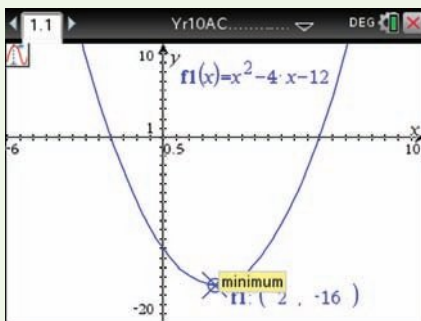 1.1 Yr10AC............ DEG
10 y
f1(x)=x²-4·x-12
1 x
-6 0.5 10
minimum
f1: ( 2 , -16 )
-20